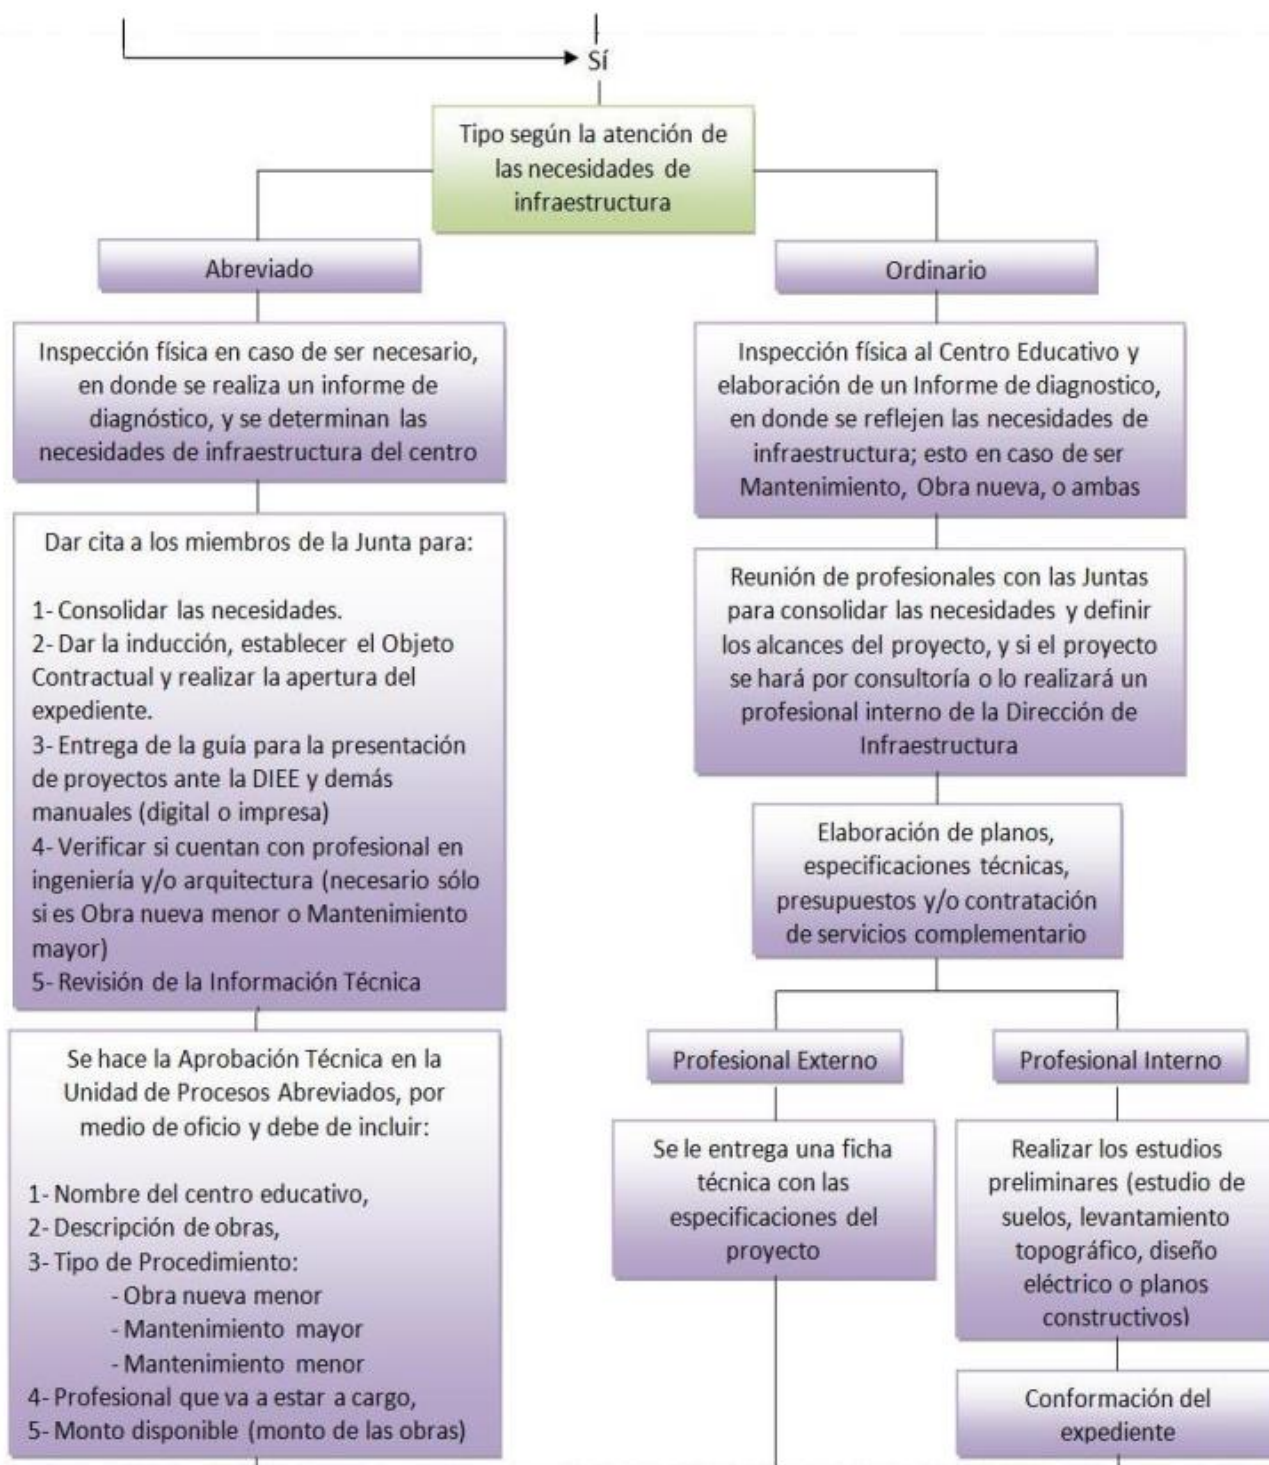 Sí
Tipo según la atención de
las necesidades de
infraestructura
Abreviado
Inspección física en caso de ser necesario,
en donde se realiza un informe de
diagnóstico, y se determinan las
necesidades de infraestructura del centro
Dar cita a los miembros de la Junta para:
1- Consolidar las necesidades.
2- Dar la inducción, establecer el Objeto
Contractual y realizar la apertura del
expediente.
3- Entrega de la guía para la presentación
de proyectos ante la DIEE y demás
manuales (digital o impresa)
4- Verificar si cuentan con profesional en
ingeniería y/o arquitectura (necesario sólo
si es Obra nueva menor o Mantenimiento
mayor)
5- Revisión de la Información Técnica
Se hace la Aprobación Técnica en la
Unidad de Procesos Abreviados, por
medio de oficio y debe de incluir:
1- Nombre del centro educativo,
2- Descripción de obras,
3- Tipo de Procedimiento:
- Obra nueva menor
- Mantenimiento mayor
- Mantenimiento menor
4- Profesional que va a estar a cargo,
5- Monto disponible (monto de las obras)
Ordinario
Inspección física al Centro Educativo y
elaboración de un Informe de diagnostico,
en donde se reflejen las necesidades de
infraestructura; esto en caso de ser
Mantenimiento, Obra nueva, o ambas
Reunión de profesionales con las Juntas
para consolidar las necesidades y definir
los alcances del proyecto, y si el proyecto
se hará por consultoría o lo realizará un
profesional interno de la Dirección de
Infraestructura
Elaboración de planos,
especificaciones técnicas,
presupuestos y/o contratación
de servicios complementario
Profesional Externo
Se le entrega una ficha
técnica con las
especificaciones del
proyecto
Profesional Interno
Realizar los estudios
preliminares (estudio de
suelos, levantamiento
topográfico, diseño
eléctrico o planos
constructivos)
Conformación del
expediente